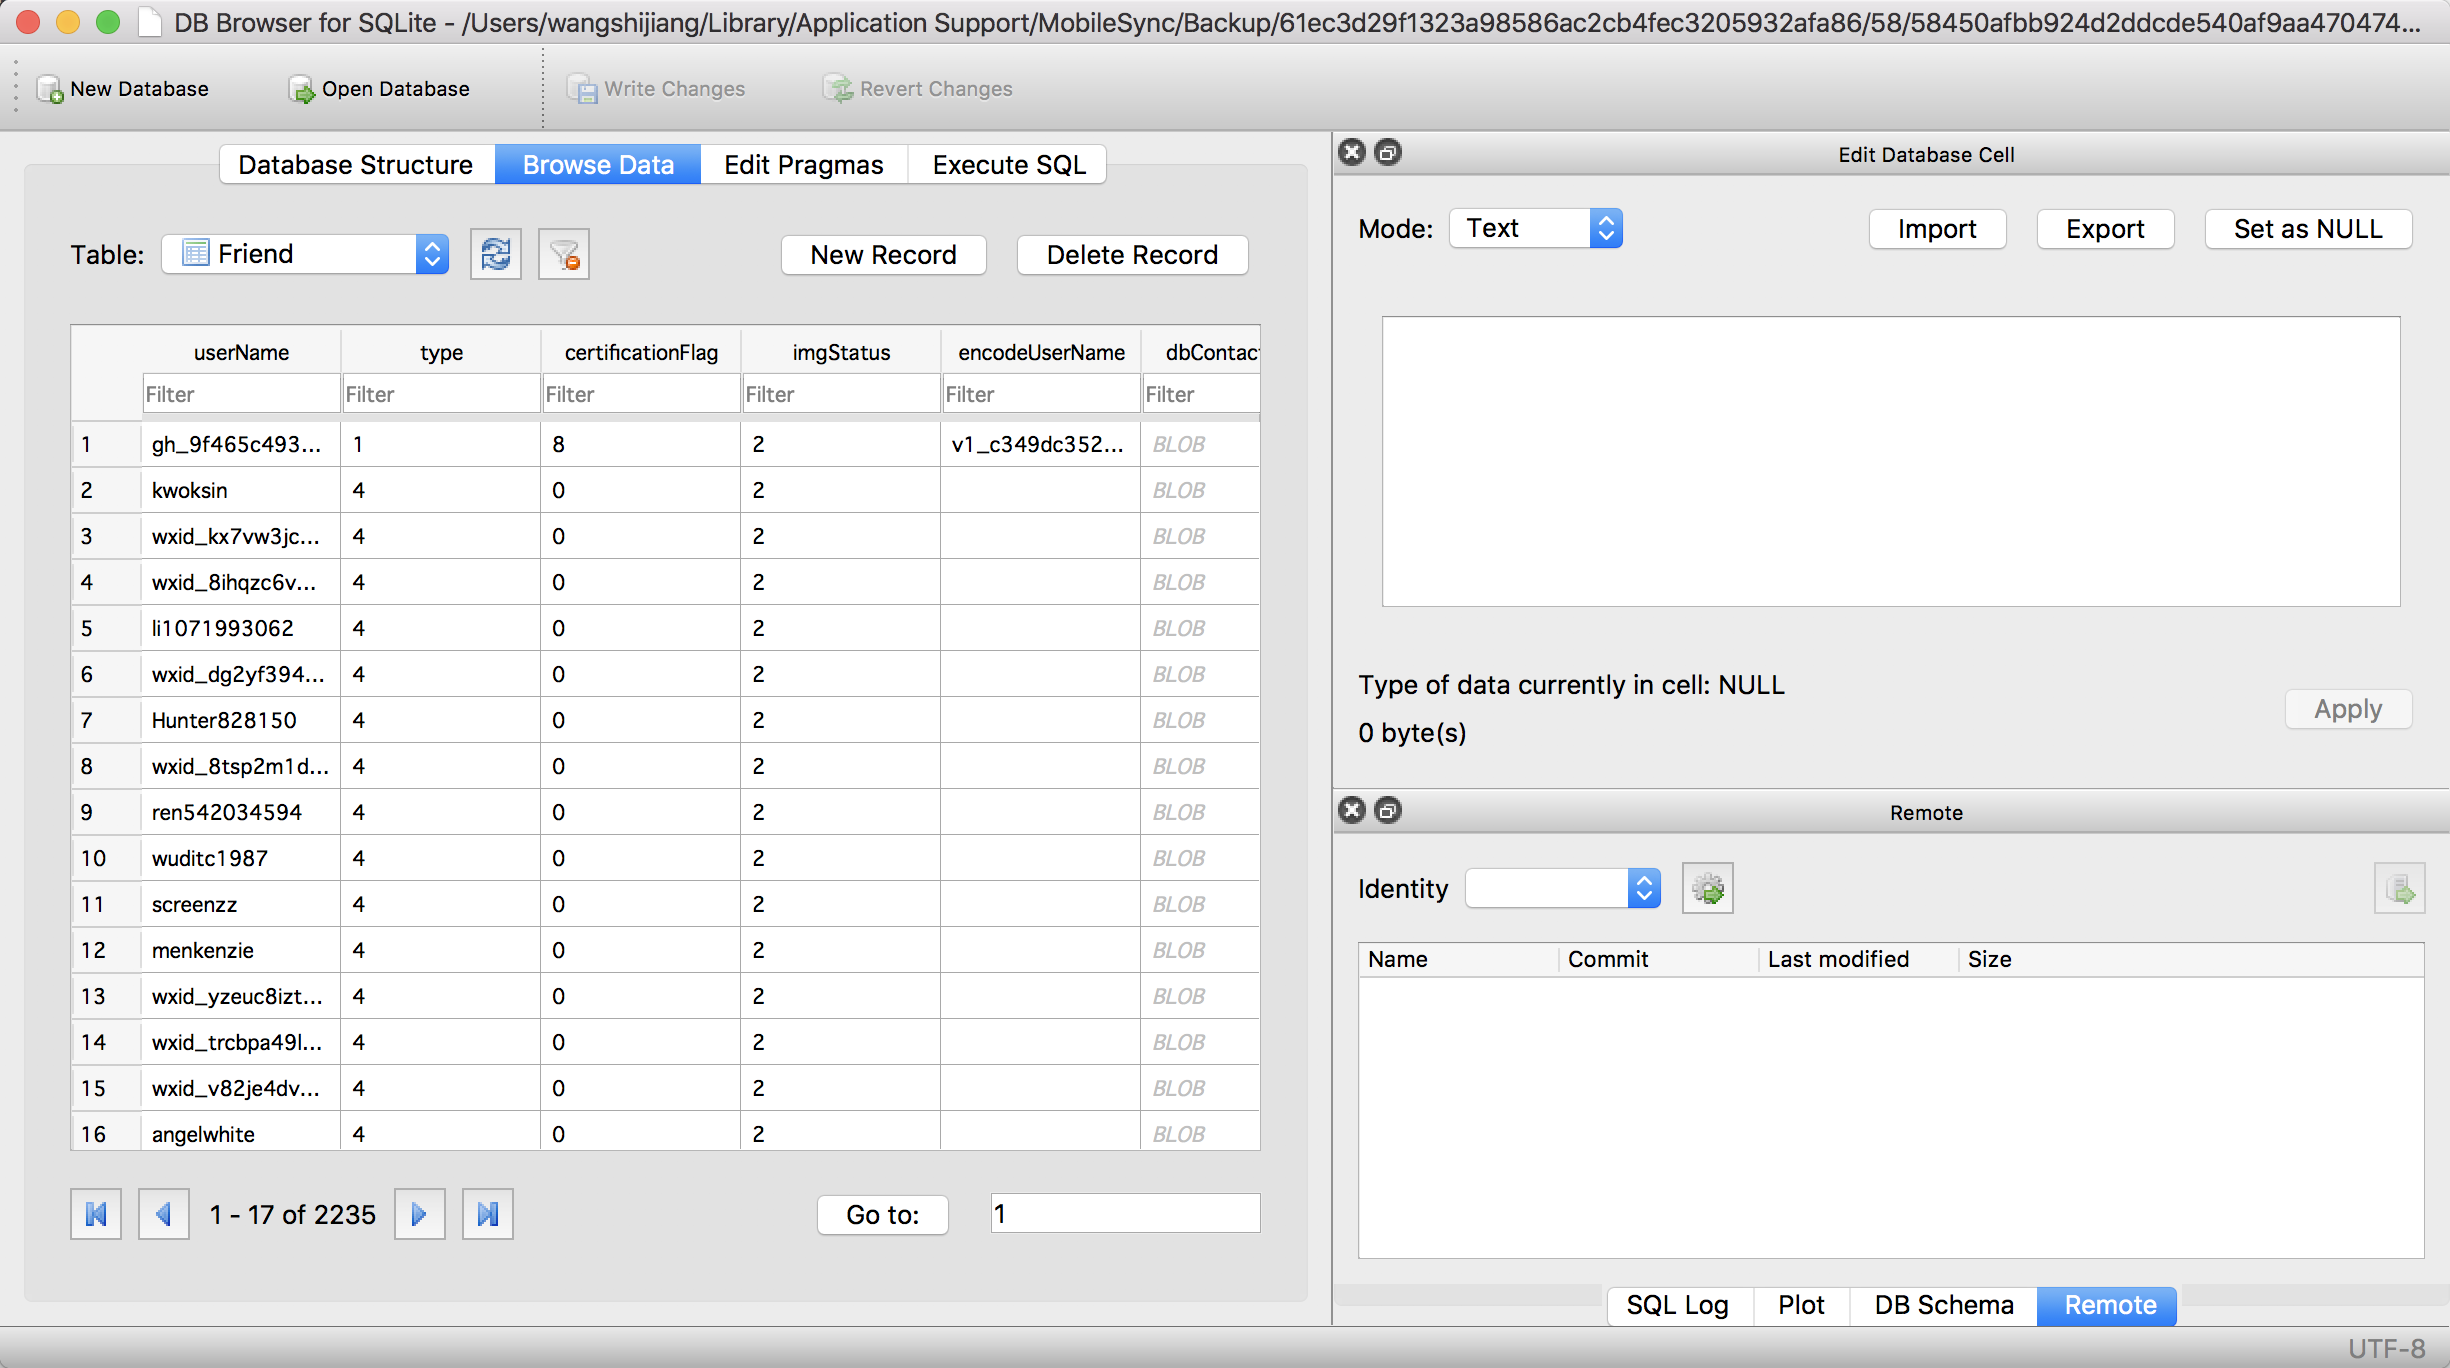 DB Browser for SQLite - /Users/wangshijiang/Library/Application Support/MobileSync/Backup/61ec3d29f1323a98586ac2cb4fec3205932afa86/58/58450afbb924d2ddcde540af9aa470474...
New Database Open Database Write Changes Revert Changes
Database Structure Browse Data Edit Pragmas Execute SQL
Table: Friend New Record Delete Record
userName type certificationFlag imgStatus encodeUserName dbContac
Filter Filter Filter Filter Filter Filter
1 gh_9f465c493... 1 8 2 v1_c349dc352... BLOB
2 kwoksin 4 0 2 BLOB
3 wxid_kx7vw3jc... 4 0 2 BLOB
4 wxid_8ihqzc6v... 4 0 2 BLOB
5 li1071993062 4 0 2 BLOB
6 wxid_dg2yf394... 4 0 2 BLOB
7 Hunter828150 4 0 2 BLOB
8 wxid_8tsp2m1d... 4 0 2 BLOB
9 ren542034594 4 0 2 BLOB
10 wuditc1987 4 0 2 BLOB
11 screenzz 4 0 2 BLOB
12 menkenzie 4 0 2 BLOB
13 wxid_yzeuc8izt... 4 0 2 BLOB
14 wxid_trcbpa49l... 4 0 2 BLOB
15 wxid_v82je4dv... 4 0 2 BLOB
16 angelwhite 4 0 2 BLOB
1 - 17 of 2235 Go to: 1
Edit Database Cell
Mode: Text Import Export Set as NULL
Type of data currently in cell: NULL
0 byte(s)
Apply
Remote
Identity
Name Commit Last modified Size
SQL Log Plot DB Schema Remote
UTF-8